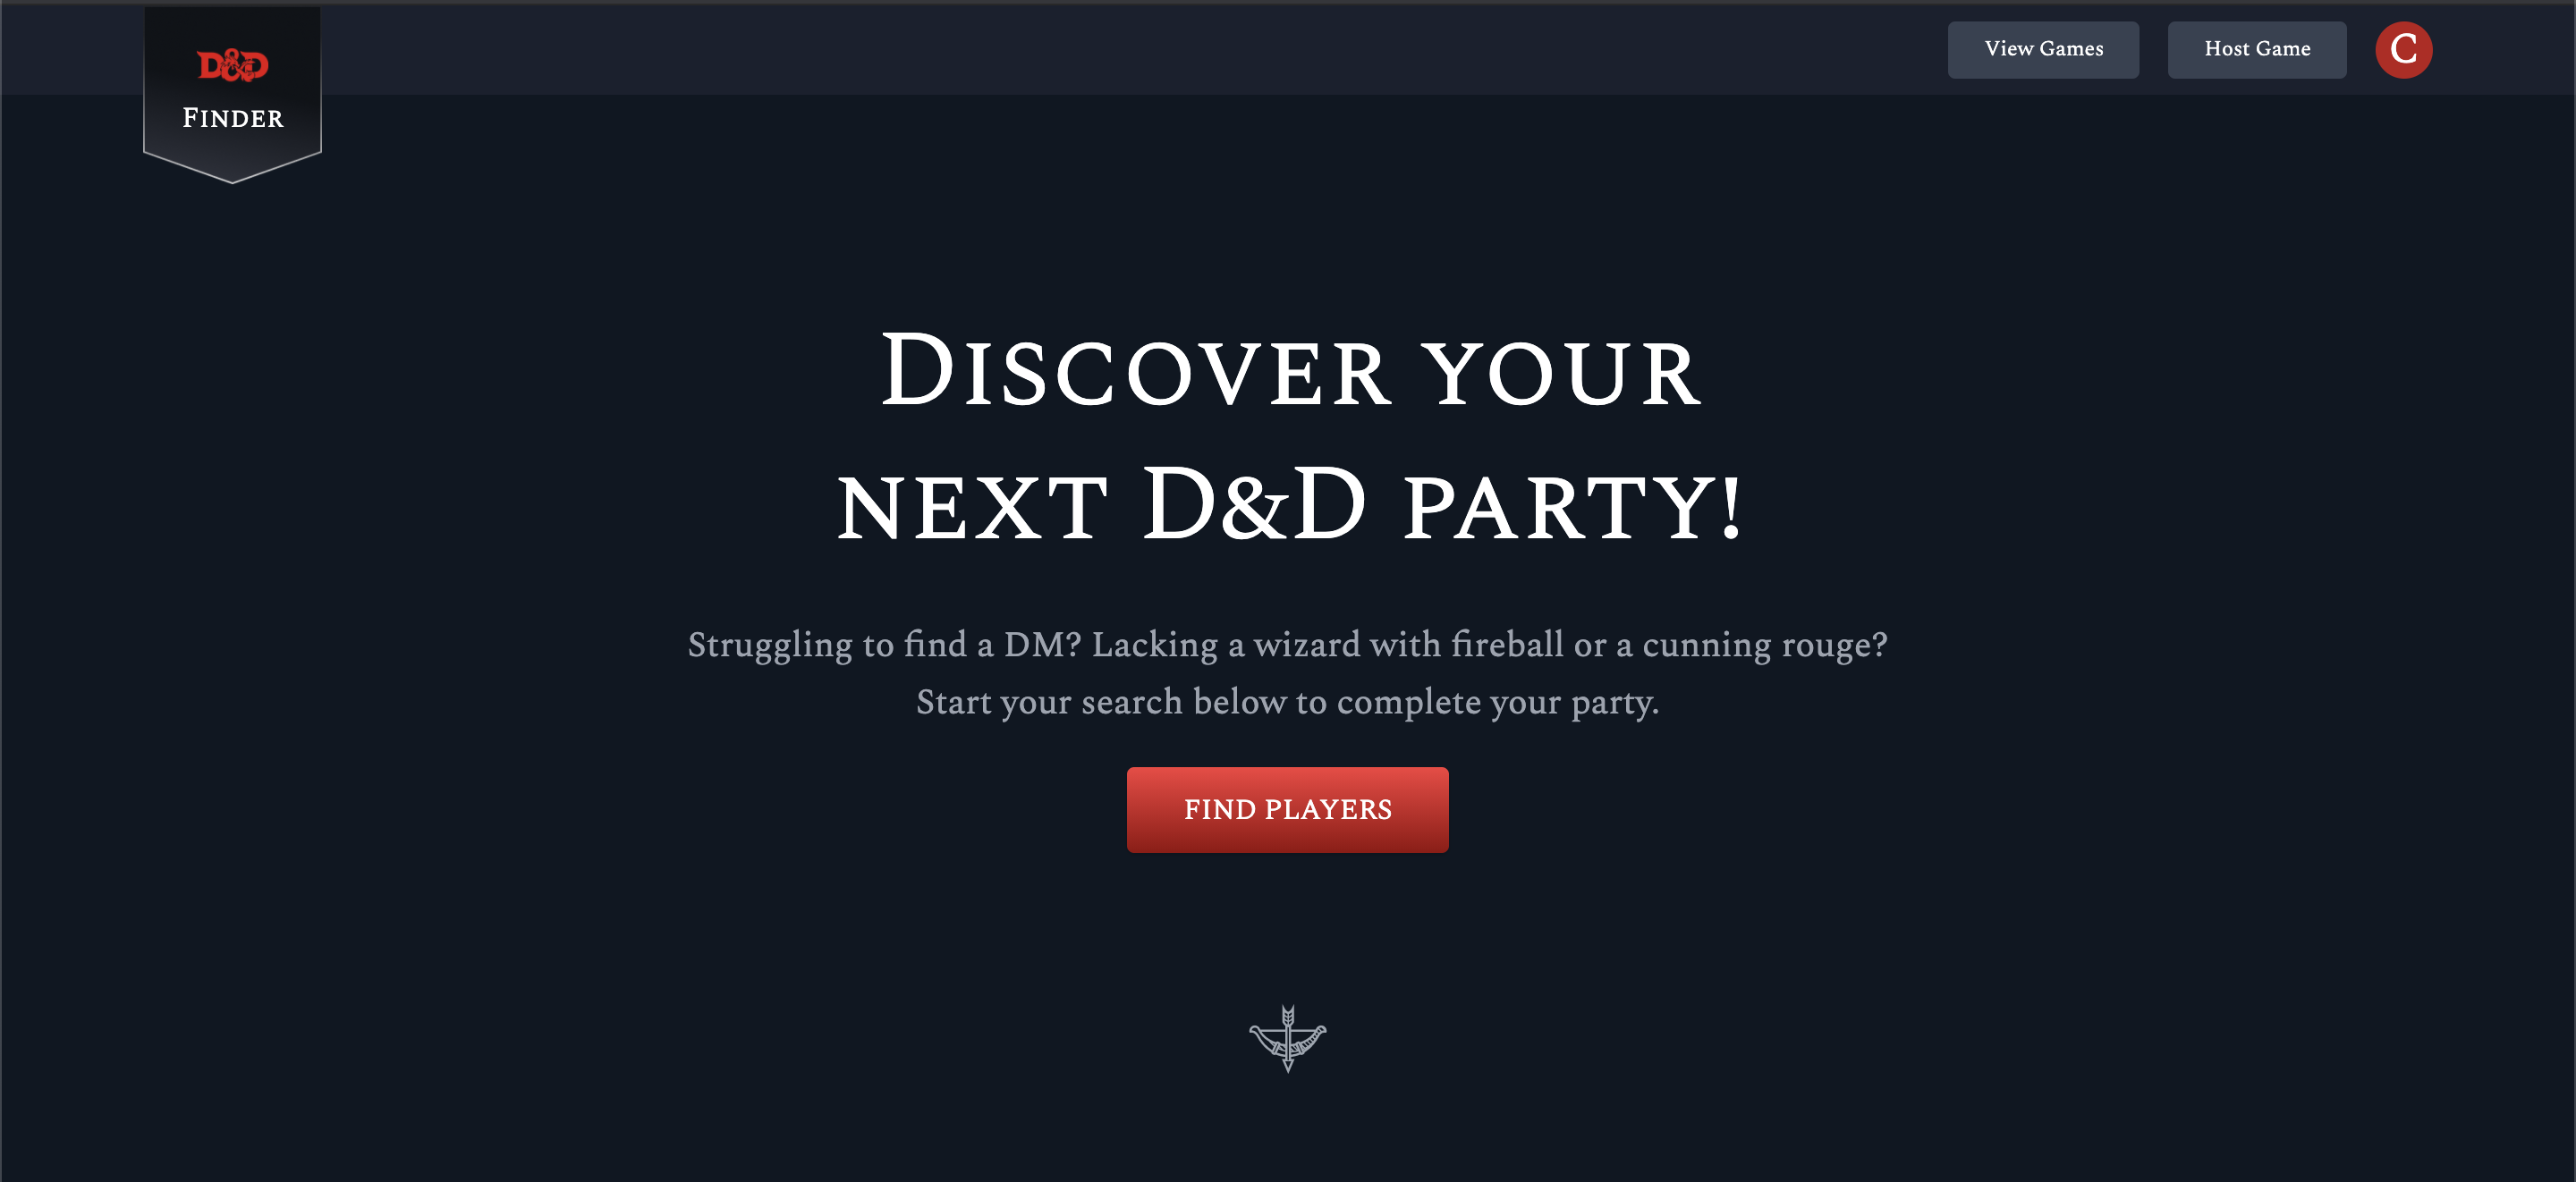 D&D
Finder
View Games
Host Game
C
Discover your
next D&D party!
Struggling to find a DM? Lacking a wizard with fireball or a cunning rouge?
Start your search below to complete your party.
FIND PLAYERS